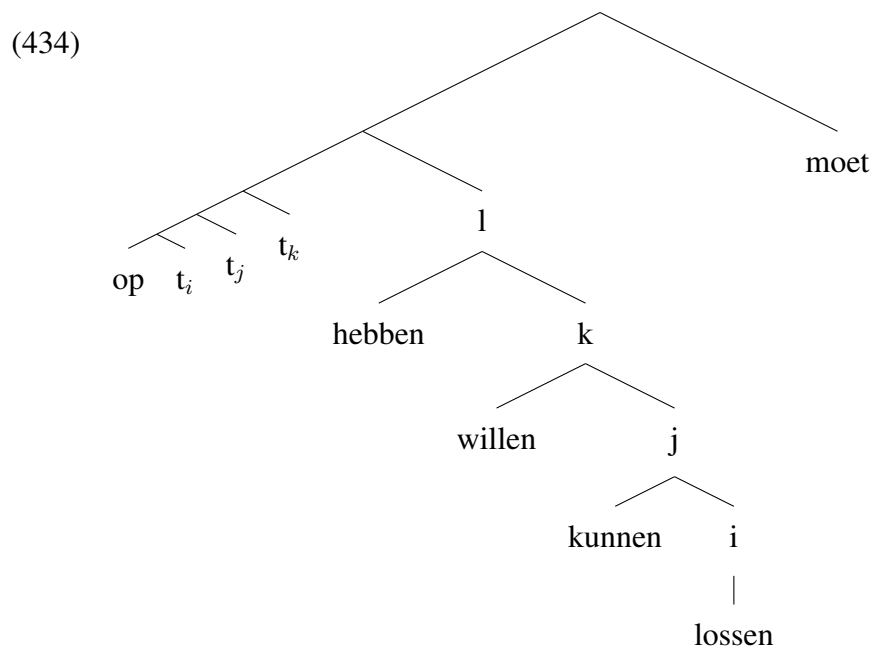 (434)
moet
l
op t_i t_j t_k
hebben k
willen j
kunnen i
lossen